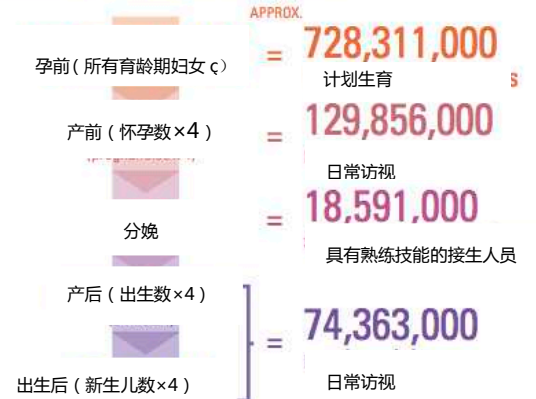 APPROX.
孕前（所有育龄期妇女 ç）
= 728,311,000
计划生育
S
产前（怀孕数×4）
= 129,856,000
日常访视
分娩
= 18,591,000
具有熟练技能的接生人员
产后（出生数×4）
= 74,363,000
出生后（新生儿数×4）
日常访视